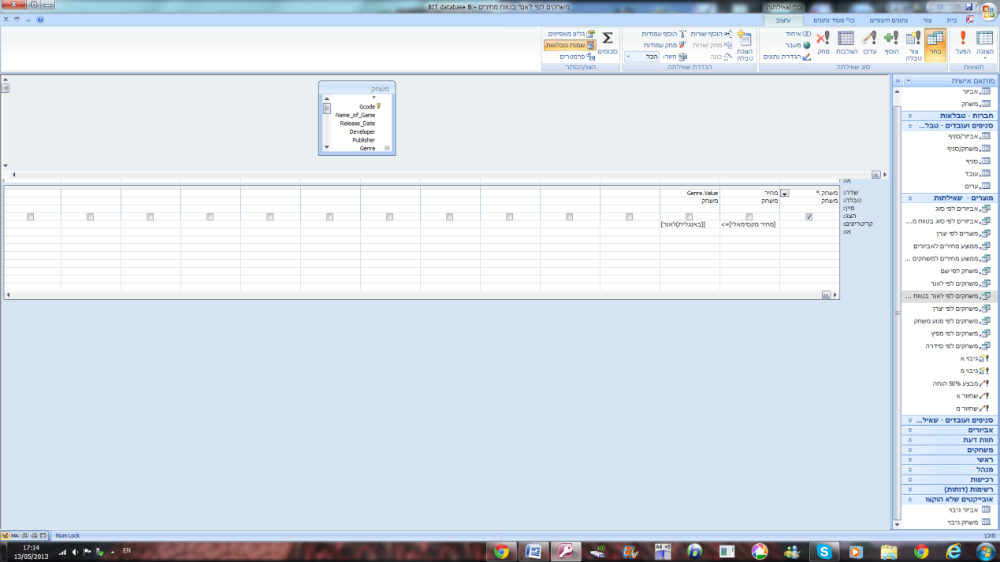 משחקים לפי ז'אנר בטווח מחירים - BIT database B
כלי שאילתות
בית
צור
נתונים חיצוניים
כלי מסד נתונים
עיצוב
תצוגה
הפעל
תוצאות
בחר
צור טבלה
הוסף
עדכן
הצלבות
מחק
איחוד
מעבר
הגדרת נתונים
סוג שאילתה
הצגת טבלה
הוסף שורות
מחק שורות
בונה
הוסף עמודות
מחק עמודות
חזור: הכל
הגדרת שאילתה
סכומים
גליון מאפיינים
שמות טבלאות
פרמטרים
הצג/הסתר
מותאם אישית
אביזר
משחק
חברות - טבלאות
סניפים ועובדים - טבל...
אביזר/סניף
משחק/סניף
סניף
עובד
ערים
מוצרים - שאילתות
אביזרים לפי סוג
אביזרים לפי סוג בטווח מ...
מוצרים לפי יצרן
ממוצע מחירים לאביזרים
ממוצע מחירים למשחקים ...
משחק לפי שם
משחקים לפי ז'אנר
משחקים לפי ז'אנר בטווח ...
משחקים לפי יצרן
משחקים לפי מנוע משחק
משחקים לפי מפיץ
משחקים לפי סידרה
גיבוי א
גיבוי מ
מבצע 50% הנחה
שחזור א
שחזור מ
סניפים ועובדים - שאיל...
אביזרים
חוות דעת
משחקים
ראשי
מנהל
רכישות
רשימות (דוחות)
אובייקטים שלא הוקצו
אביזר גיבוי
משחק גיבוי
משחק
*
Gcode
Name_of_Game
Release_Date
Developer
Publisher
Genre
או:
שדה: משחק.* מחיר Genre.Value
טבלה: משחק משחק משחק
מיין:
הצג:
קריטריונים: <=[מחיר מקסימאלי] [ז'אנר(באנגלית)]
או:
מוכן
Num Lock
SQL
EN
17:14
13/05/2013